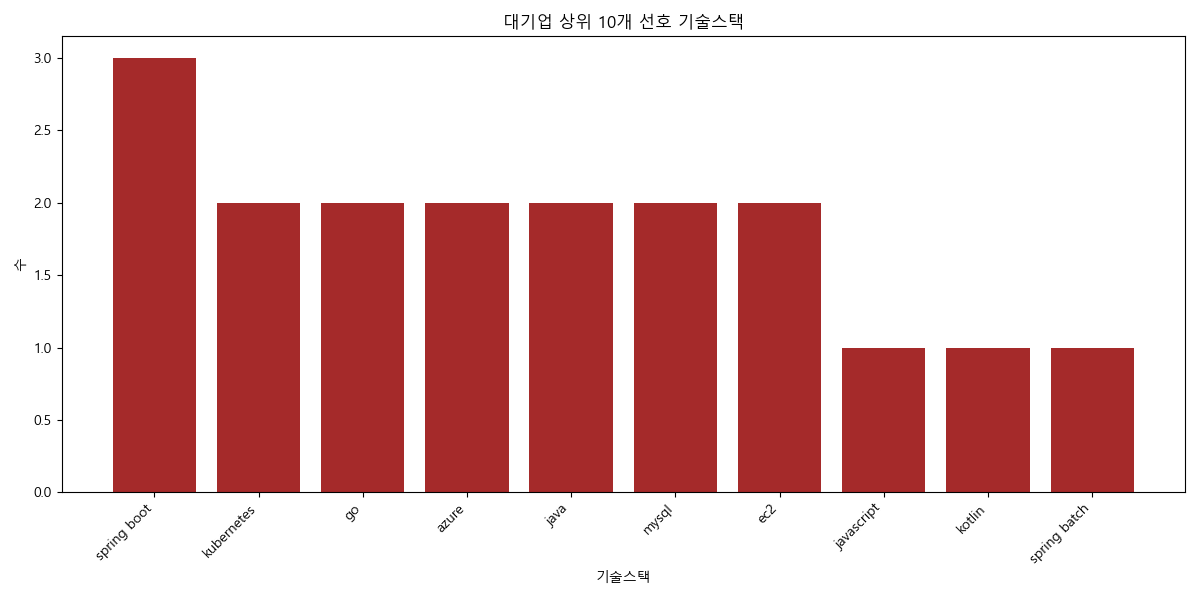 대기업 상위 10개 선호 기술스택
3.0
2.5
2.0
1.5
1.0
0.5
0.0
수
spring boot
kubernetes
go
azure
java
mysql
ec2
javascript
kotlin
spring batch
기술스택